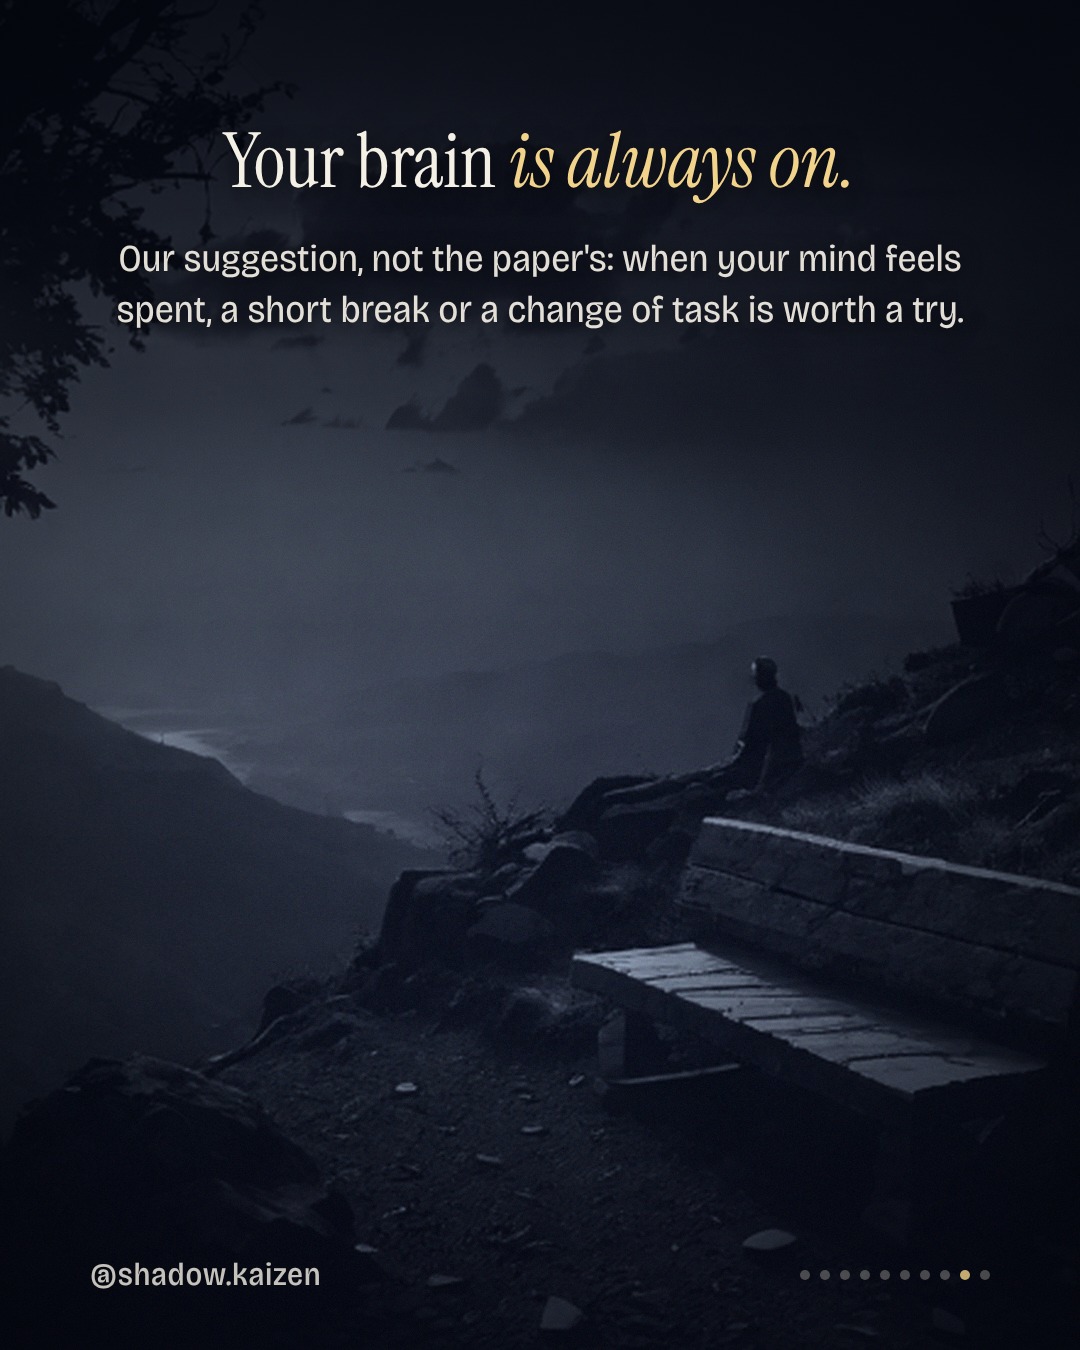 Your brain is always on.
Our suggestion, not the paper's: when your mind feels
spent, a short break or a change of task is worth a try.
@shadow.kaizen